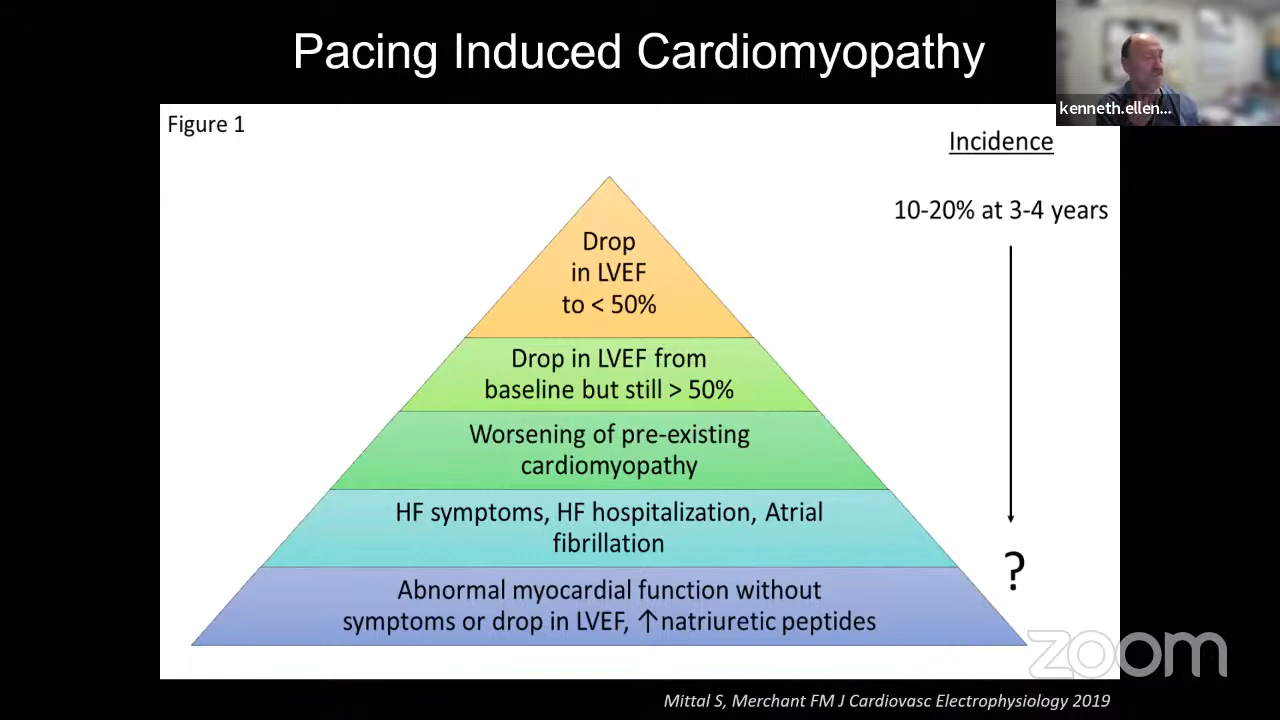 Pacing Induced Cardiomyopathy
kenneth.ellen...
Figure 1
Incidence
10-20% at 3-4 years
Drop
in LVEF
to < 50%
Drop in LVEF from
baseline but still > 50%
Worsening of pre-existing
cardiomyopathy
HF symptoms, HF hospitalization, Atrial
fibrillation
?
Abnormal myocardial function without
symptoms or drop in LVEF, ↑natriuretic peptides
zoom
Mittal S, Merchant FM J Cardiovasc Electrophysiology 2019